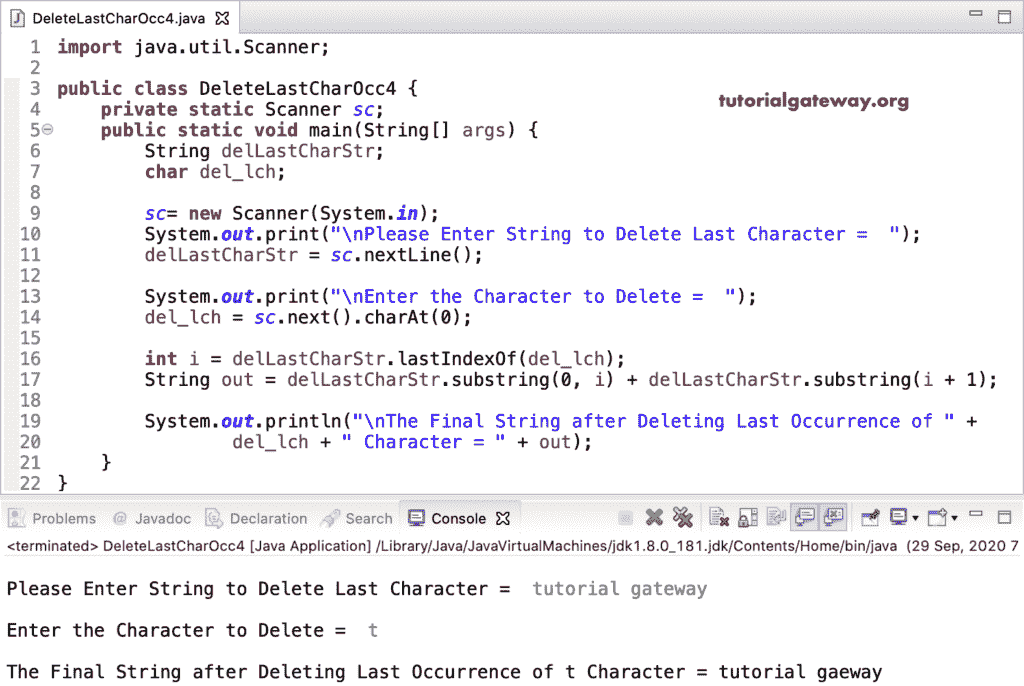 DeleteLastCharOcc4.java
1 import java.util.Scanner;
2
3 public class DeleteLastCharOcc4 {
tutorialgateway.org
4     private static Scanner sc;
5     public static void main(String[] args) {
6         String delLastCharStr;
7         char del_lch;
8
9         sc= new Scanner(System.in);
10         System.out.print("\nPlease Enter String to Delete Last Character =  ");
11         delLastCharStr = sc.nextLine();
12
13         System.out.print("\nEnter the Character to Delete =  ");
14         del_lch = sc.next().charAt(0);
15
16         int i = delLastCharStr.lastIndexOf(del_lch);
17         String out = delLastCharStr.substring(0, i) + delLastCharStr.substring(i + 1);
18
19         System.out.println("\nThe Final String after Deleting Last Occurrence of " +
20                 del_lch + " Character = " + out);
21     }
22 }
Problems @ Javadoc Declaration Search Console
<terminated> DeleteLastCharOcc4 [Java Application] /Library/Java/JavaVirtualMachines/jdk1.8.0_181.jdk/Contents/Home/bin/java (29 Sep, 2020 7
Please Enter String to Delete Last Character =  tutorial gateway
Enter the Character to Delete =  t
The Final String after Deleting Last Occurrence of t Character = tutorial gaeway